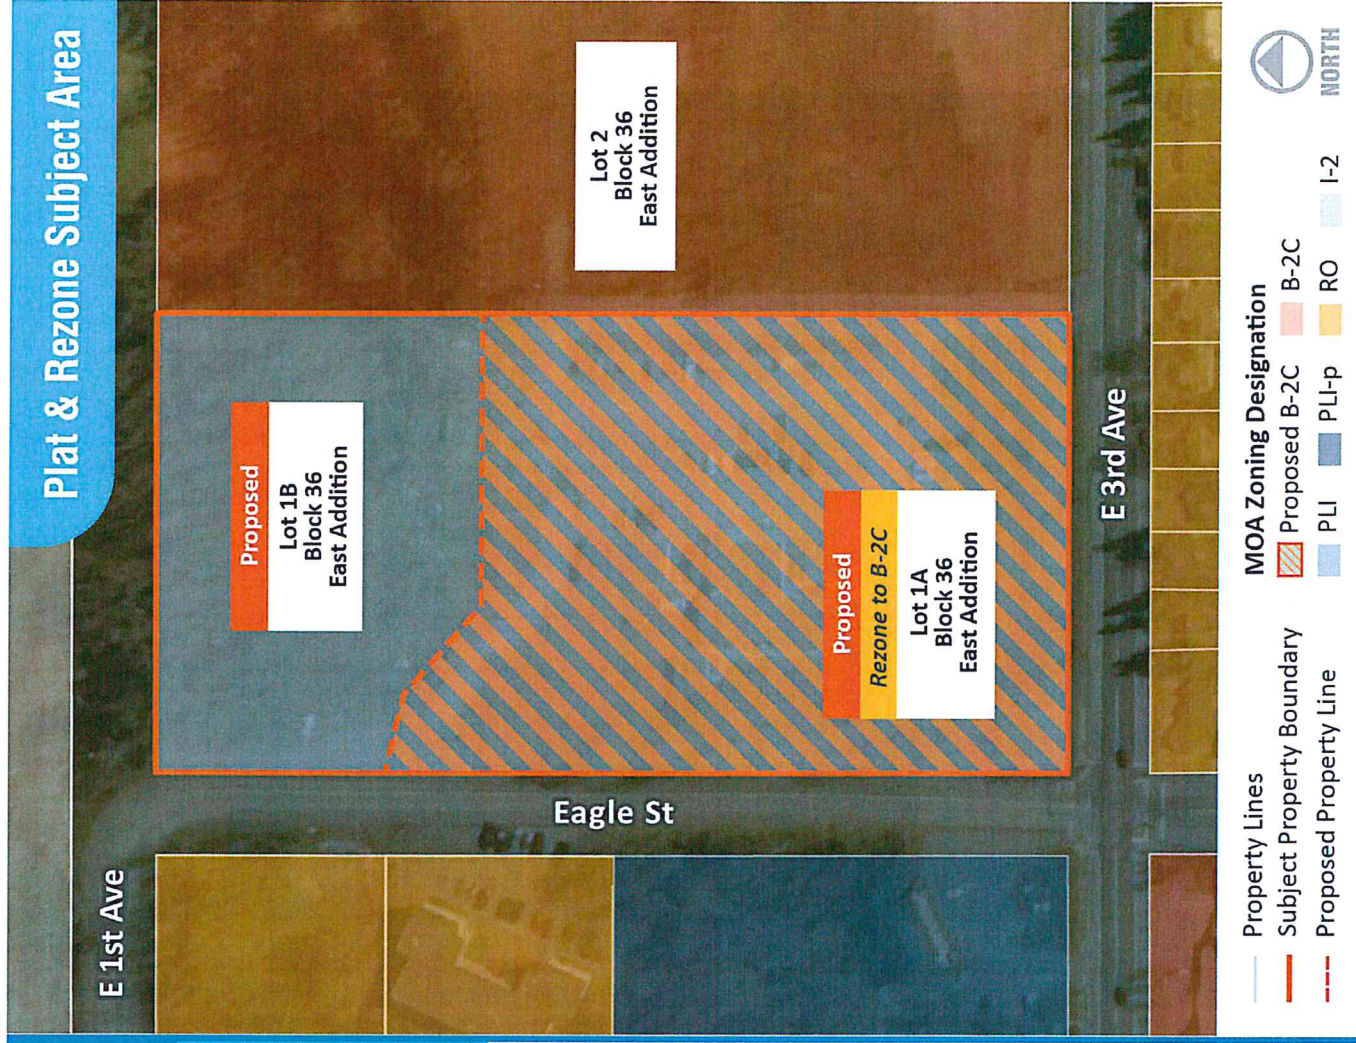 Plat & Rezone Subject Area
E 1st Ave
Proposed
Lot 1B
Block 36
East Addition
Lot 2
Block 36
East Addition
Eagle St
Proposed
Rezone to B-2C
Lot 1A
Block 36
East Addition
E 3rd Ave
Property Lines
Subject Property Boundary
Proposed Property Line
MOA Zoning Designation
Proposed B-2C
B-2C
PLI
PLI-p
RO
I-2
NORTH